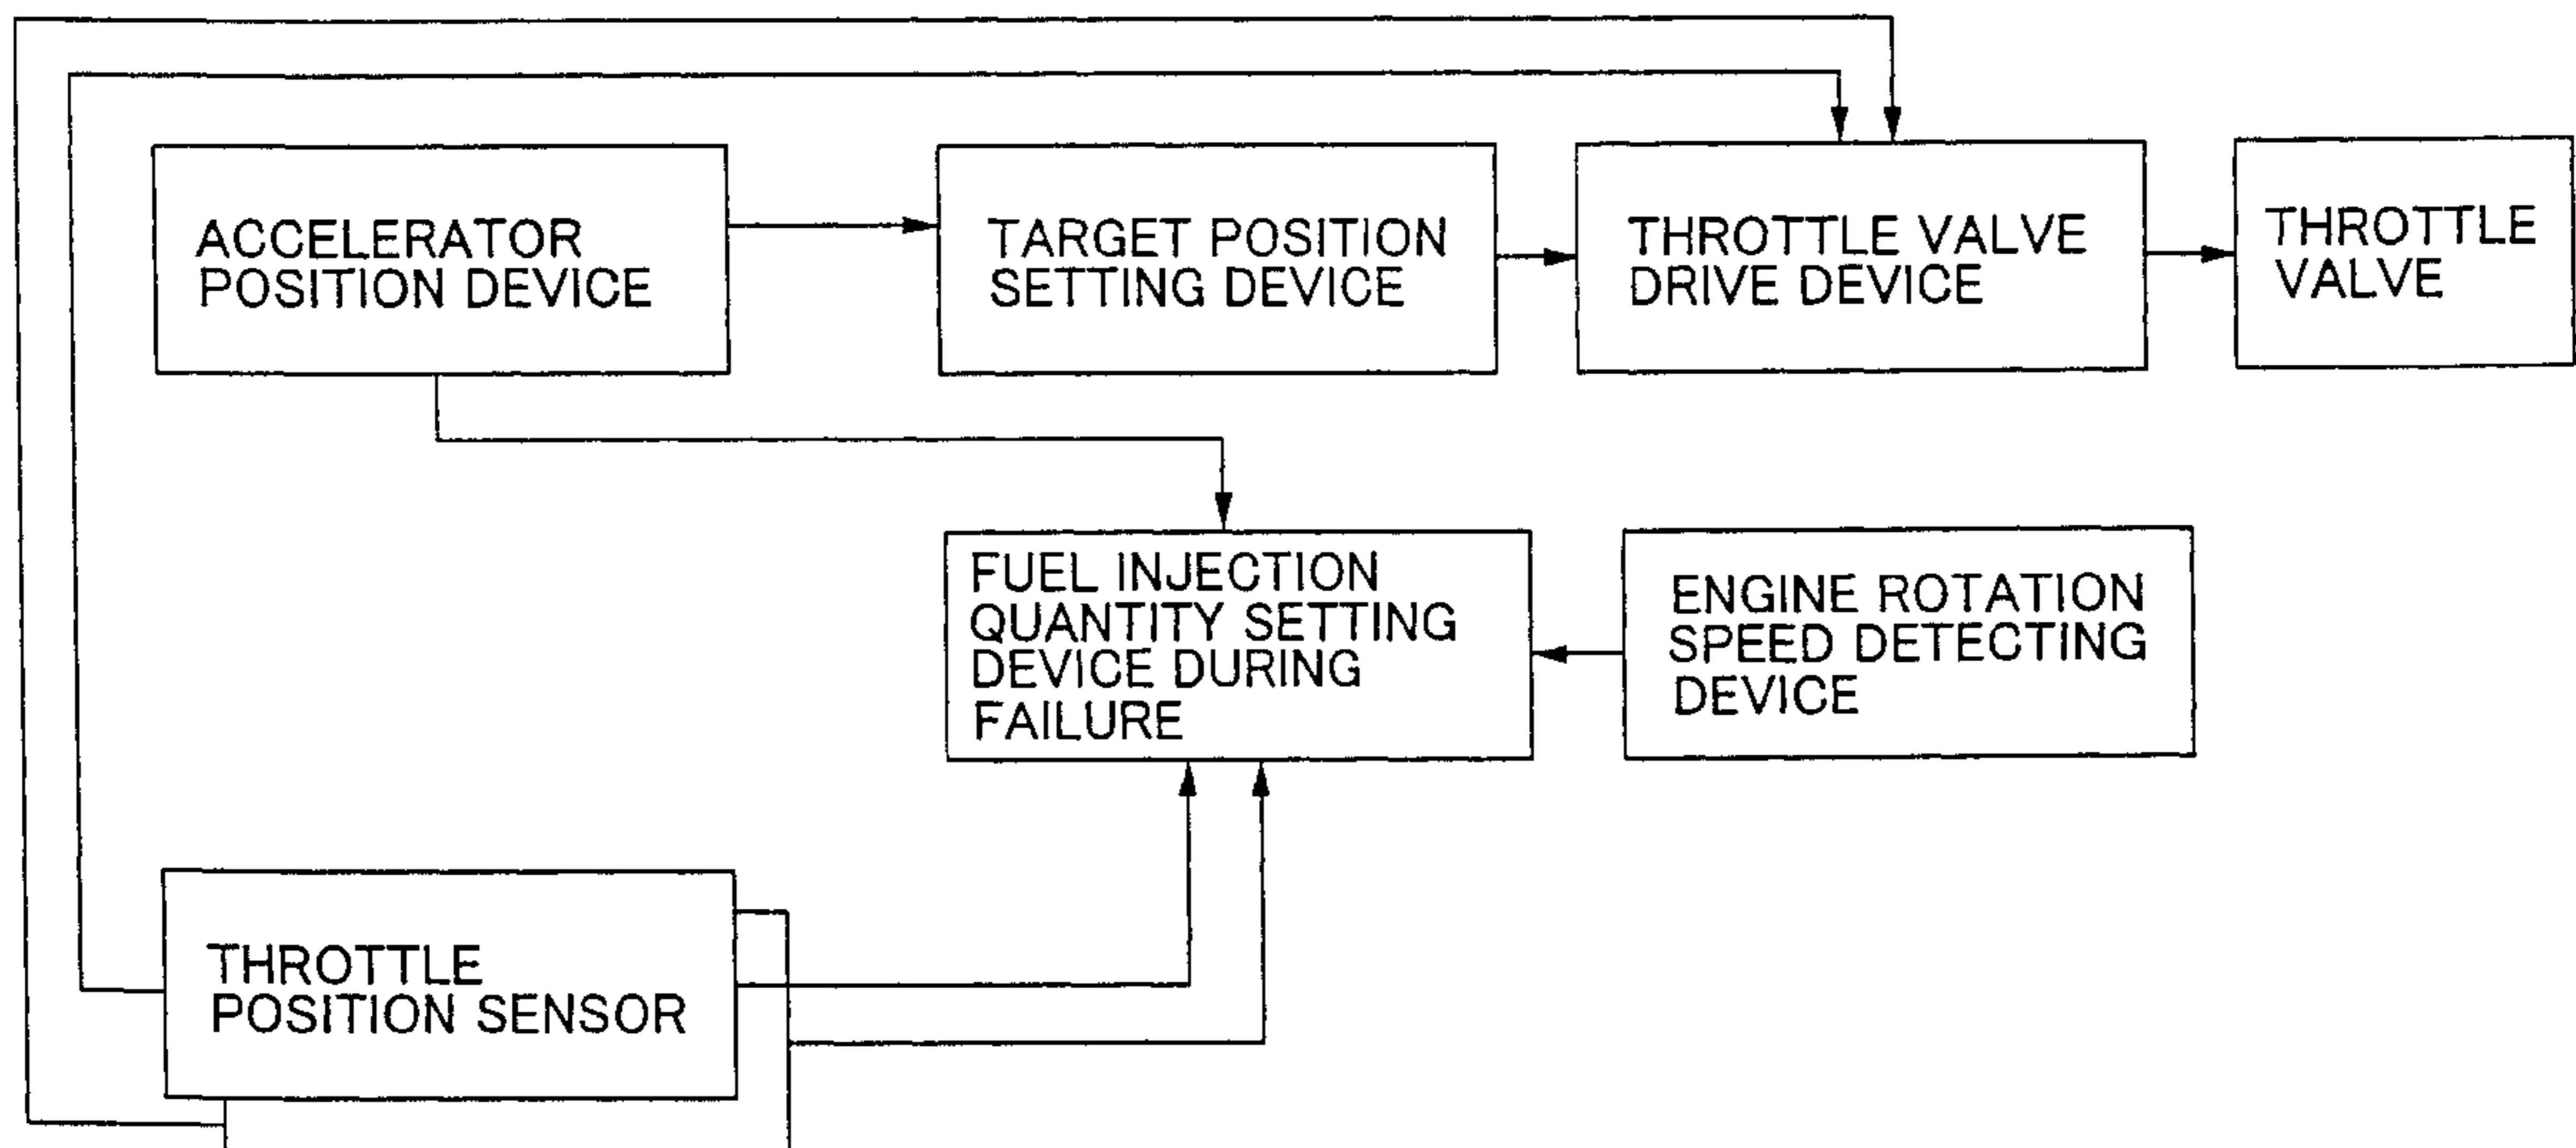 ACCELERATOR
POSITION DEVICE
TARGET POSITION
SETTING DEVICE
THROTTLE VALVE
DRIVE DEVICE
THROTTLE
VALVE
FUEL INJECTION
QUANTITY SETTING
DEVICE DURING
FAILURE
ENGINE ROTATION
SPEED DETECTING
DEVICE
THROTTLE
POSITION SENSOR